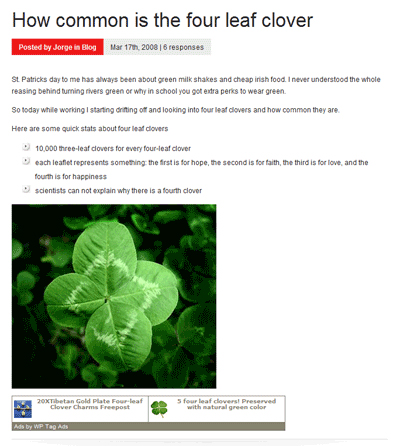 How common is the four leaf clover
Posted by Jorge in Blog Mar 17th, 2008 | 6 responses
St. Patricks day to me has always been about green milk shakes and cheap irish food. I never understood the whole
reasing behind turning rivers green or why in school you got extra perks to wear green.
So today while working I starting drifting off and looking into four leaf clovers and how common they are.
Here are some quick stats about four leaf clovers
10,000 three-leaf clovers for every four-leaf clover
each leaflet represents something: the first is for hope, the second is for faith, the third is for love, and the
fourth is for happiness
scientists can not explain why there is a fourth clover
20XTibetan Gold Plate Four-leaf
Clover Charms Freepost
5 four leaf clovers! Preserved
with natural green color
Ads by WP Tag Ads